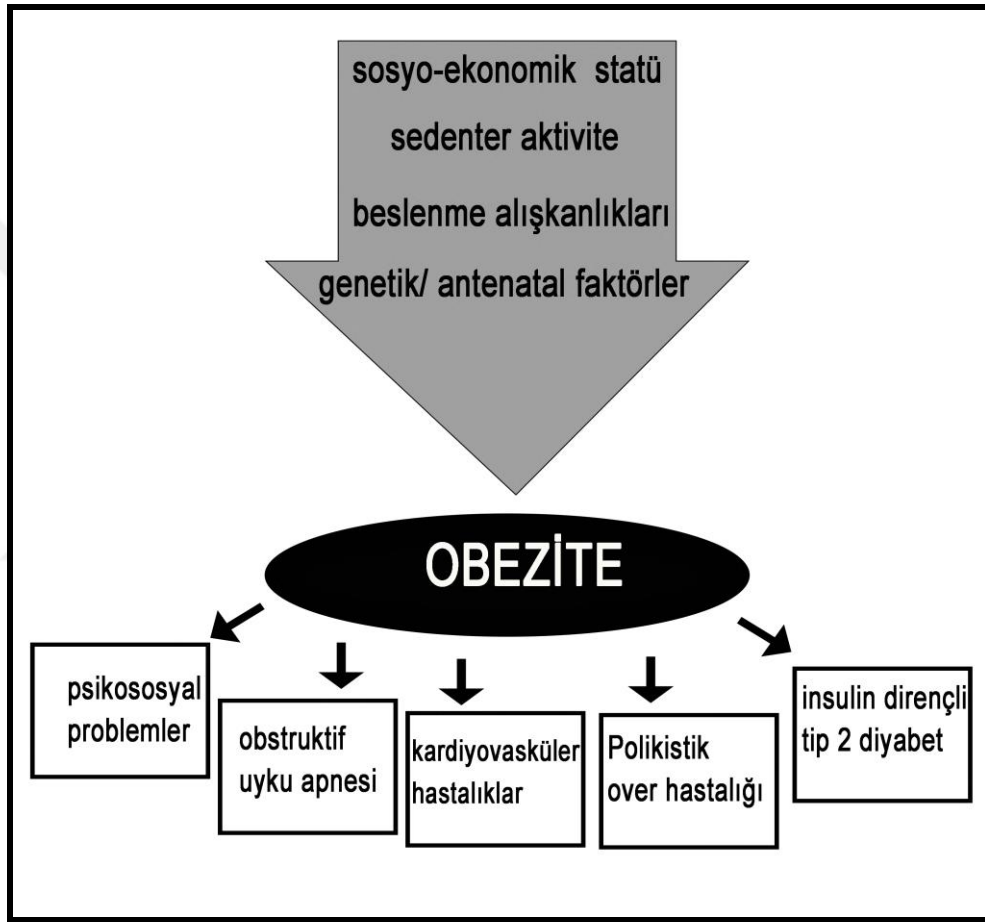 sosyo-ekonomik statü
sedenter aktivite
beslenme alışkanlıkları
genetik/ antenatal faktörler
OBEZİTE
psikososyal
problemler
obstruktif
uyku apnesi
kardiyovasküler
hastalıklar
Polikistik
over hastalığı
insulin dirençli
tip 2 diyabet